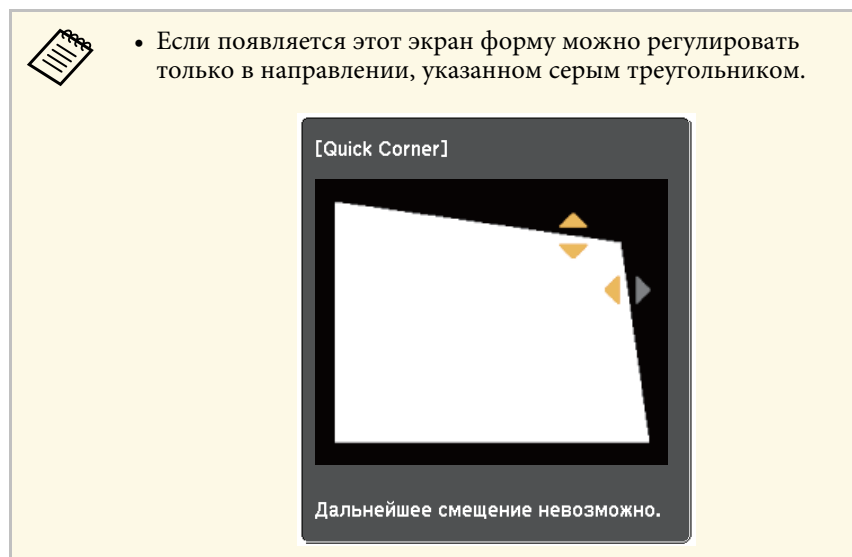 • Если появляется этот экран форму можно регулировать
только в направлении, указанном серым треугольником.
[Quick Corner]
Дальнейшее смещение невозможно.